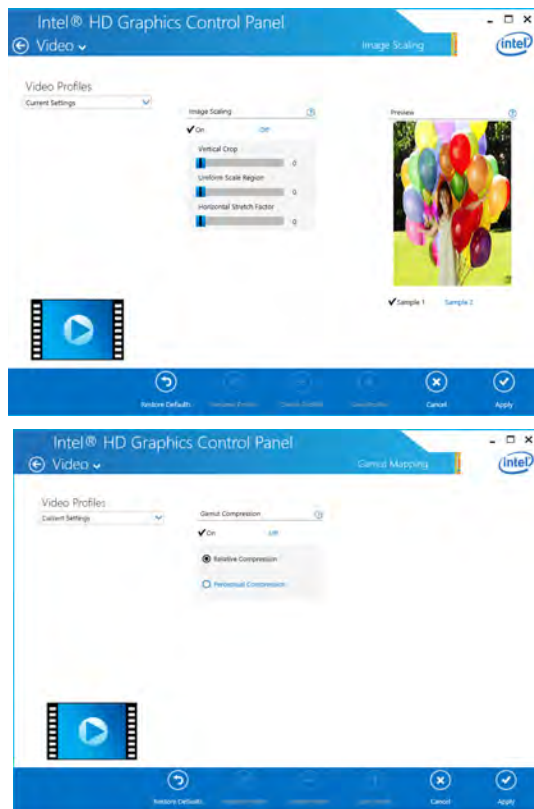 Intel® HD Graphics Control Panel
Video
Image Scaling
intel
Video Profiles
Current Settings
Image Scaling
On Off
Vertical Crop
0
Uniform Scale Region
0
Horizontal Stretch Factor
0
Preview
Sample 1 Sample 2
Restore Defaults
Cancel
Apply
Intel® HD Graphics Control Panel
Video
Gamut Mapping
intel
Video Profiles
Current Settings
Gamut Compression
On Off
Relative Compression
Perceptual Compression
Restore Defaults
Cancel
Apply